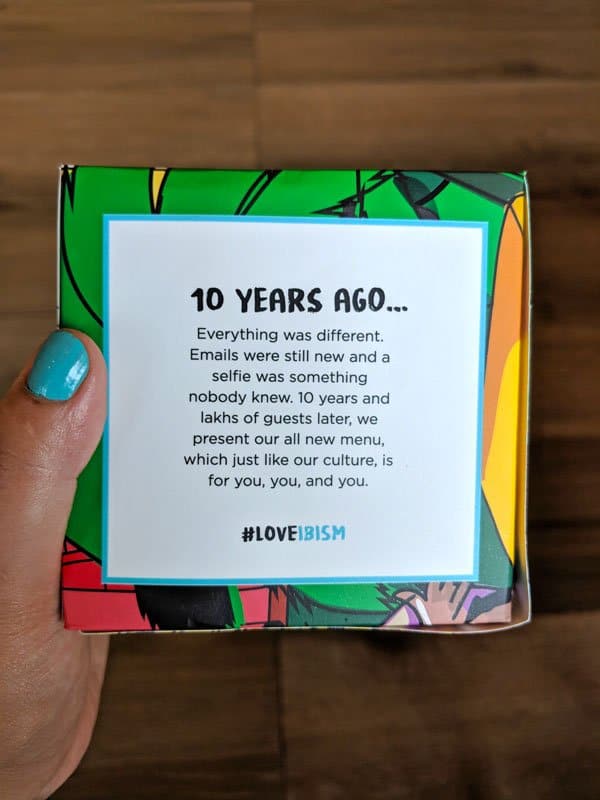 10 YEARS AGO...
Everything was different.
Emails were still new and a
selfie was something
nobody knew. 10 years and
lakhs of guests later, we
present our all new menu,
which just like our culture, is
for you, you, and you.
#LOVEIBISM